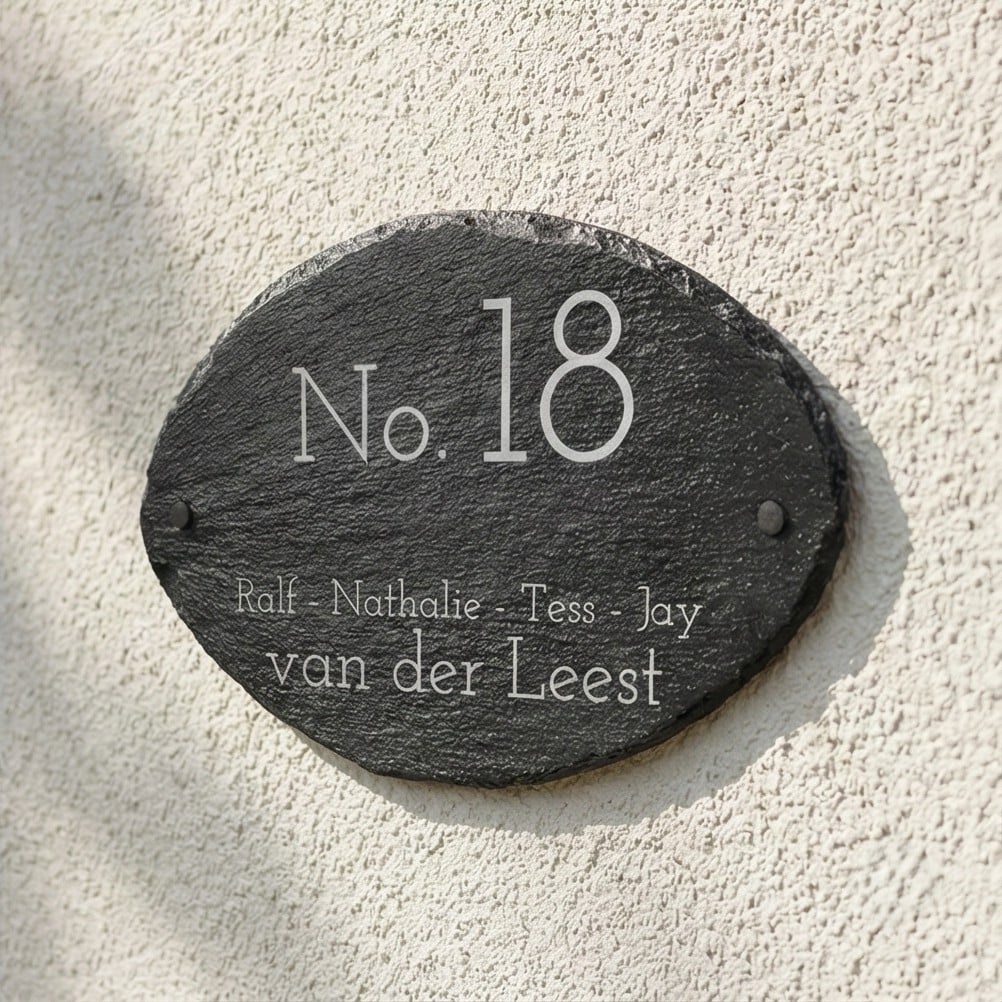 No. 18
Ralf - Nathalie - Tess - Jay
van der Leest